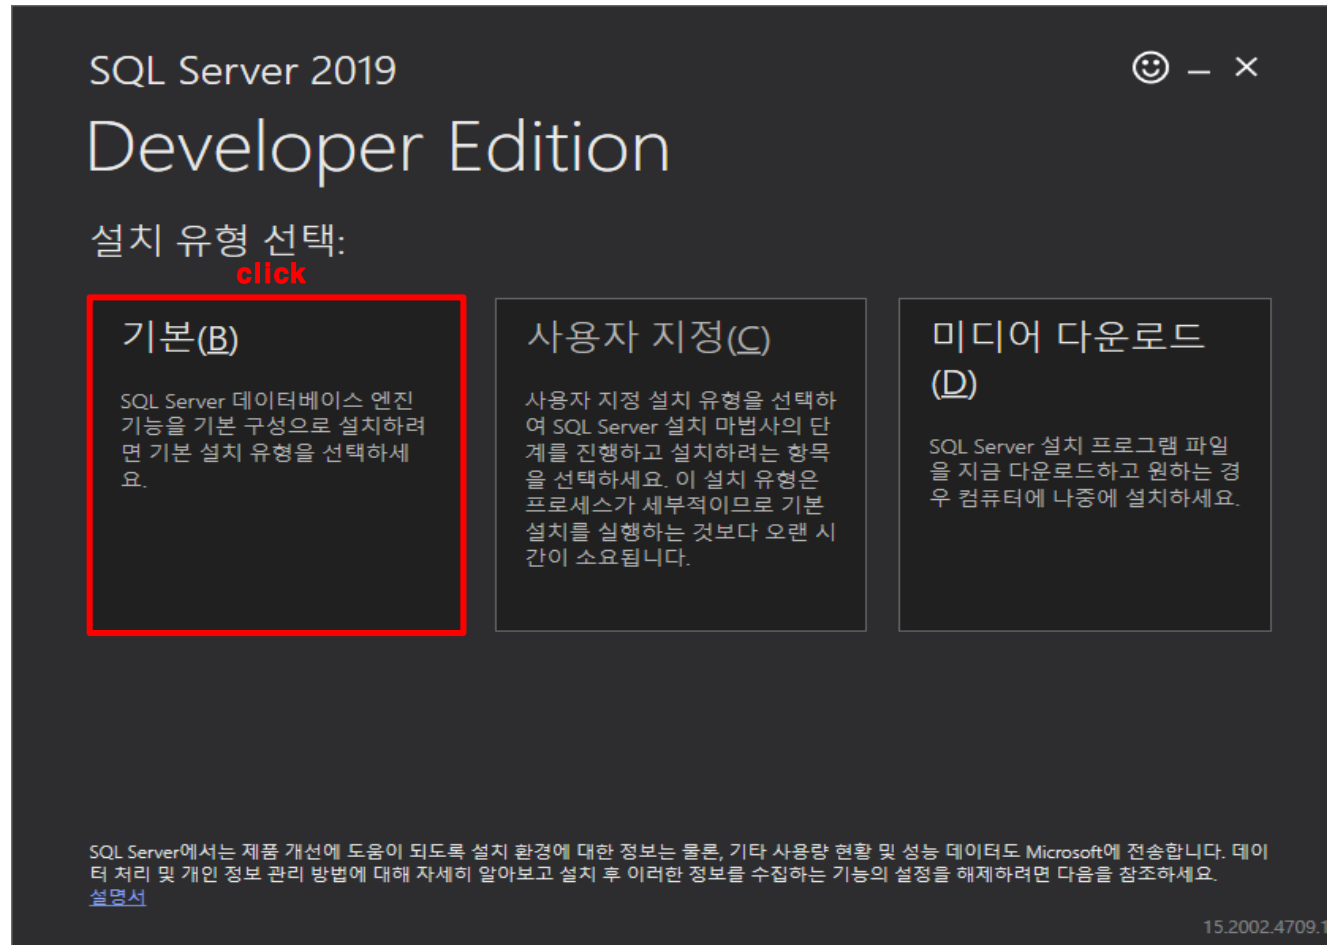 SQL Server 2019
Developer Edition
설치 유형 선택:
click
기본(B)
SQL Server 데이터베이스 엔진
기능을 기본 구성으로 설치하려
면 기본 설치 유형을 선택하세
요.
사용자 지정(C)
사용자 지정 설치 유형을 선택하
여 SQL Server 설치 마법사의 단
계를 진행하고 설치하려는 항목
을 선택하세요. 이 설치 유형은
프로세스가 세부적이므로 기본
설치를 실행하는 것보다 오랜 시
간이 소요됩니다.
미디어 다운로드
(D)
SQL Server 설치 프로그램 파일
을 지금 다운로드하고 원하는 경
우 컴퓨터에 나중에 설치하세요.
SQL Server에서는 제품 개선에 도움이 되도록 설치 환경에 대한 정보는 물론, 기타 사용량 현황 및 성능 데이터도 Microsoft에 전송합니다. 데이
터 처리 및 개인 정보 관리 방법에 대해 자세히 알아보고 설치 후 이러한 정보를 수집하는 기능의 설정을 해제하려면 다음을 참조하세요.
설명서
15.2002.4709.1